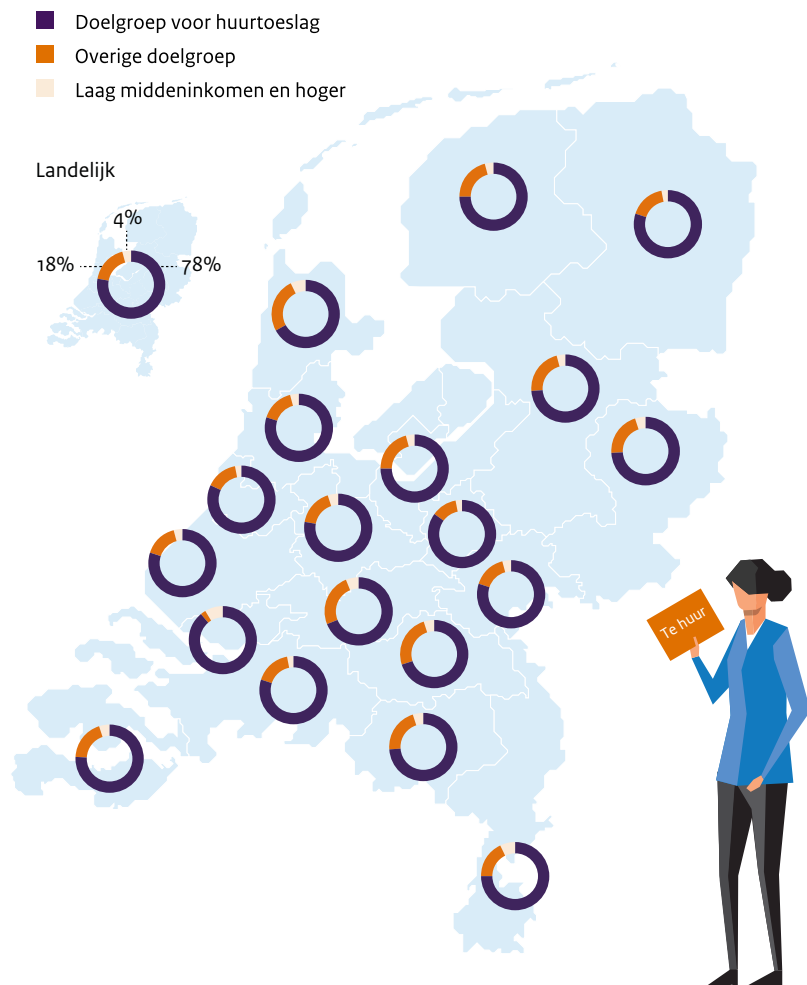 Doelgroep voor huurtoeslag
Overige doelgroep
Laag middeninkomen en hoger
Landelijk
4%
18%
78%
Te huur